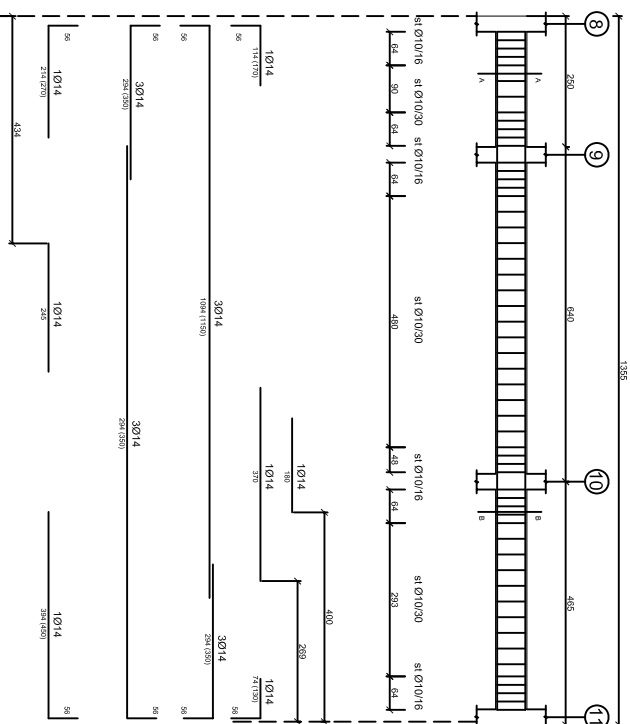 1355
250
640
465
8
9
10
11
A
A
B
B
st Ø10/16
st Ø10/30
st Ø10/16
st Ø10/30
st Ø10/16
st Ø10/30
st Ø10/16
64
90
64
64
480
48
64
293
64
400
269
1Ø14
180
1Ø14
114 (170)
56
1Ø14
370
1Ø14
74 (130)
56
3Ø14
1094 (1150)
56
3Ø14
294 (350)
56
3Ø14
294 (350)
56
3Ø14
294 (350)
56
1Ø14
214 (270)
56
1Ø14
245
1Ø14
394 (450)
56
434